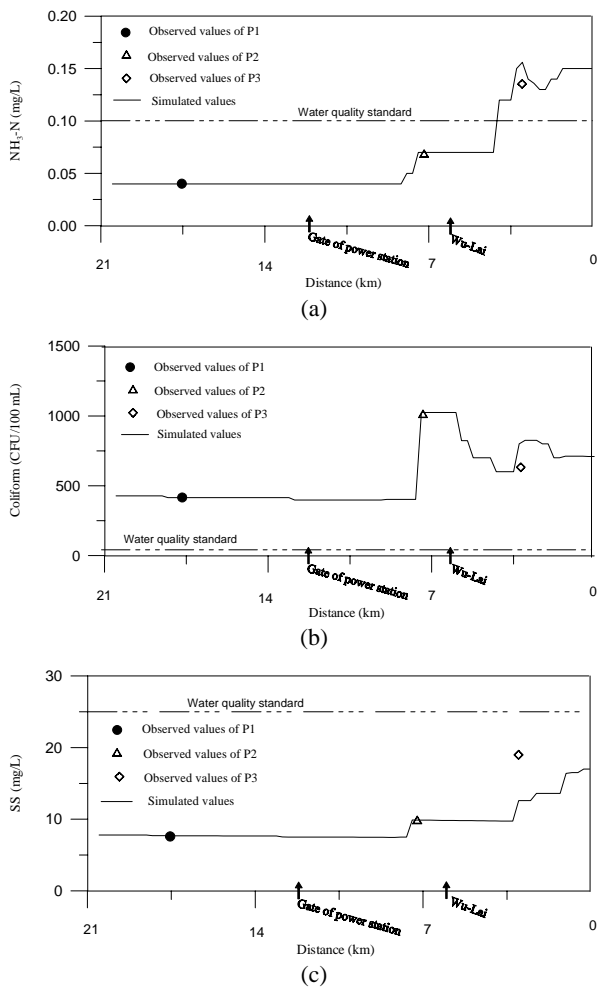 0.20
0.15
0.10
0.05
0.00
NH3-N (mg/L)
Observed values of P1
Observed values of P2
Observed values of P3
Simulated values
Water quality standard
Gate of power station
Wu-Lai
21
14
7
0
Distance (km)
(a)
1500
1000
500
0
Coliform (CFU/100 mL)
Observed values of P1
Observed values of P2
Observed values of P3
Simulated values
Water quality standard
Gate of power station
Wu-Lai
21
14
7
0
Distance (km)
(b)
30
20
10
0
SS (mg/L)
Water quality standard
Observed values of P1
Observed values of P2
Observed values of P3
Simulated values
Gate of power station
Wu-Lai
21
14
7
0
Distance (km)
(c)